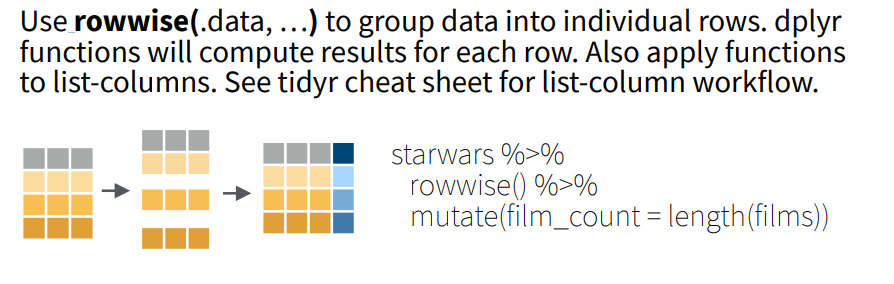 Use rowwise(.data, …) to group data into individual rows. dplyr
functions will compute results for each row. Also apply functions
to list-columns. See tidyr cheat sheet for list-column workflow.
starwars %>%
rowwise() %>%
mutate(film_count = length(films))